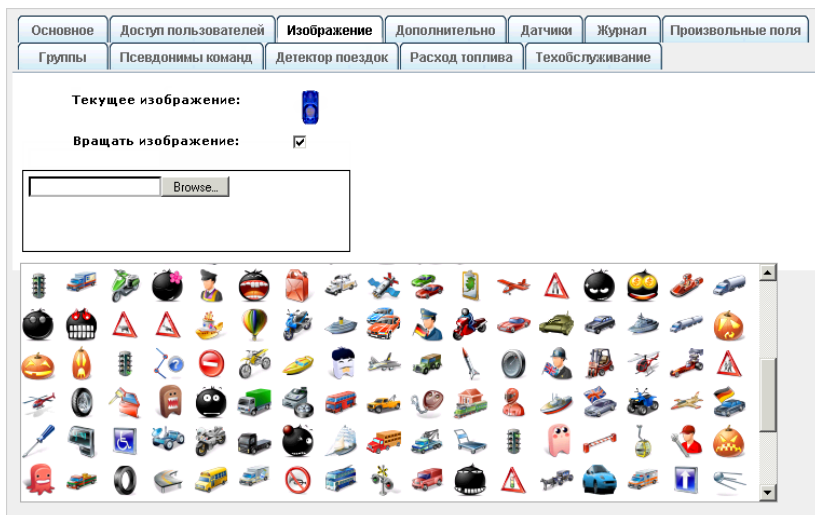 Основное Доступ пользователей Изображение Дополнительно Датчики Журнал Произвольные поля
Группы Псевдонимы команд Детектор поездок Расход топлива Техобслуживание
Текущее изображение:
Вращать изображение:
Browse...